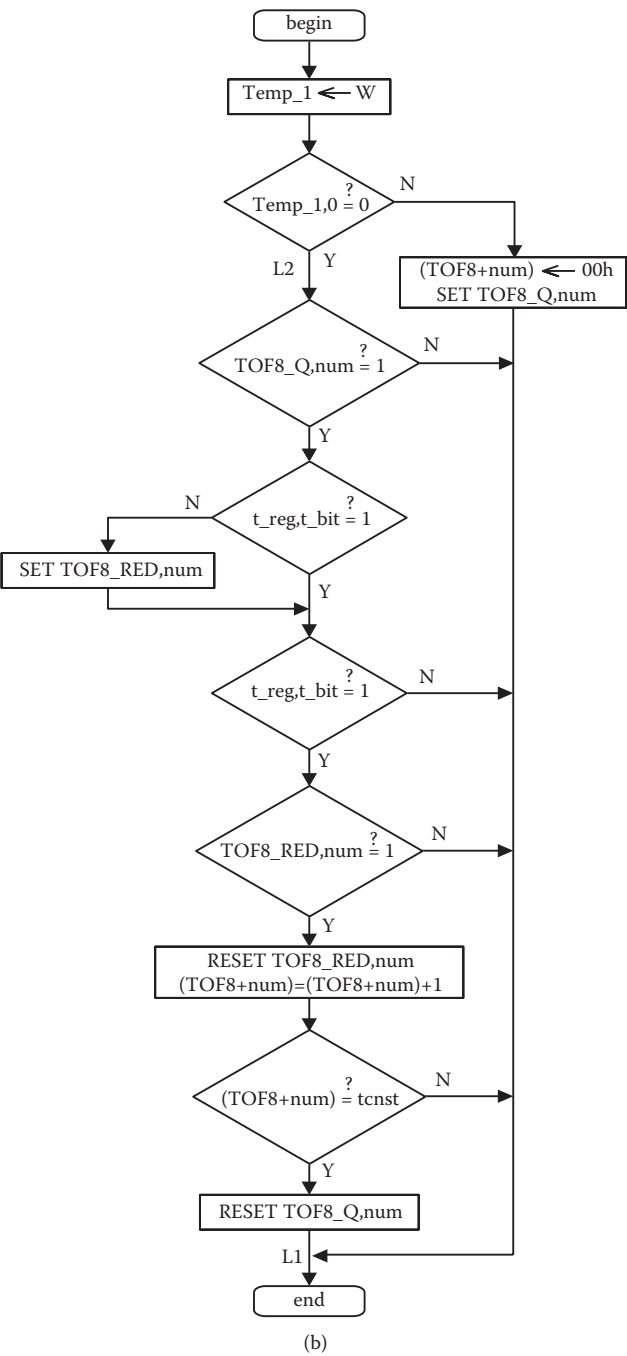 begin
Temp_1 ← W
Temp_1,0 ?= 0
N
Y
L2
(TOF8+num) ← 00h
SET TOF8_Q,num
TOF8_Q,num ?= 1
N
Y
t_reg,t_bit ?= 1
N
SET TOF8_RED,num
Y
t_reg,t_bit ?= 1
N
Y
TOF8_RED,num ?= 1
N
Y
RESET TOF8_RED,num
(TOF8+num)=(TOF8+num)+1
(TOF8+num) ?= tcnst
N
Y
RESET TOF8_Q,num
L1
end
(b)